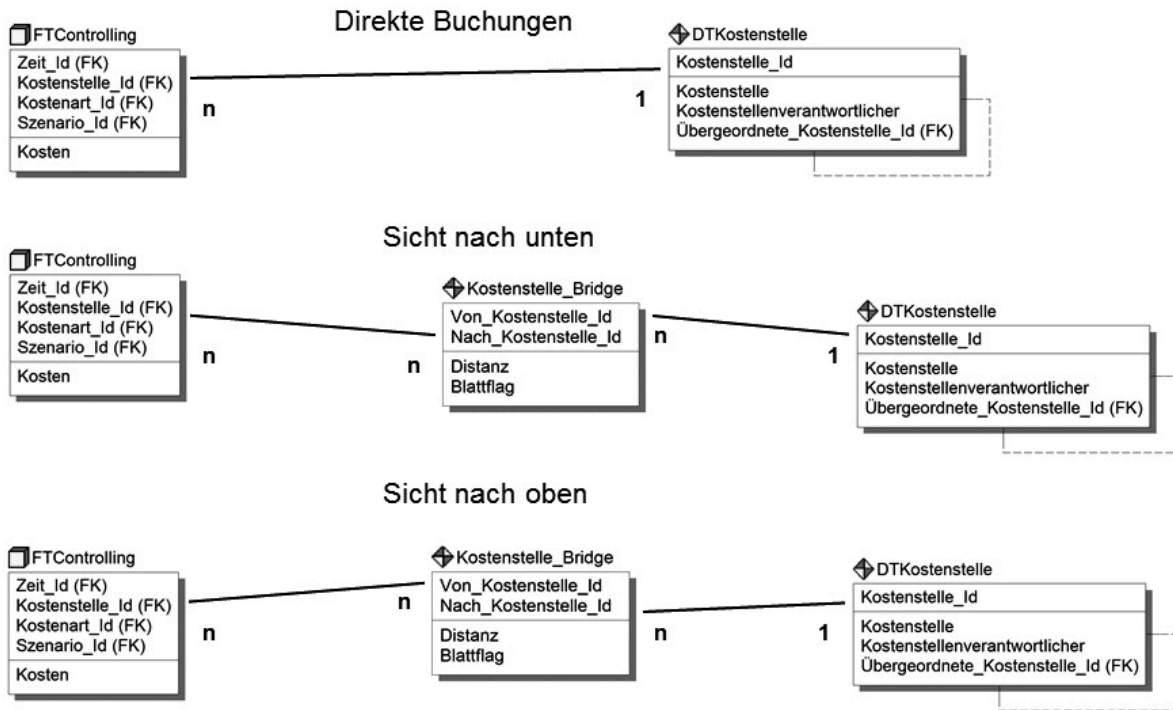 Direkte Buchungen
FTControlling
Zeit_Id (FK)
Kostenstelle_Id (FK)
Kostenart_Id (FK)
Szenario_Id (FK)
Kosten
n
1
DTKostenstelle
Kostenstelle_Id
Kostenstelle
Kostenstellenverantwortlicher
Übergeordnete_Kostenstelle_Id (FK)
Sicht nach unten
FTControlling
Zeit_Id (FK)
Kostenstelle_Id (FK)
Kostenart_Id (FK)
Szenario_Id (FK)
Kosten
n
n
Kostenstelle_Bridge
Von_Kostenstelle_Id
Nach_Kostenstelle_Id
Distanz
Blattflag
n
1
DTKostenstelle
Kostenstelle_Id
Kostenstelle
Kostenstellenverantwortlicher
Übergeordnete_Kostenstelle_Id (FK)
Sicht nach oben
FTControlling
Zeit_Id (FK)
Kostenstelle_Id (FK)
Kostenart_Id (FK)
Szenario_Id (FK)
Kosten
n
n
Kostenstelle_Bridge
Von_Kostenstelle_Id
Nach_Kostenstelle_Id
Distanz
Blattflag
n
1
DTKostenstelle
Kostenstelle_Id
Kostenstelle
Kostenstellenverantwortlicher
Übergeordnete_Kostenstelle_Id (FK)